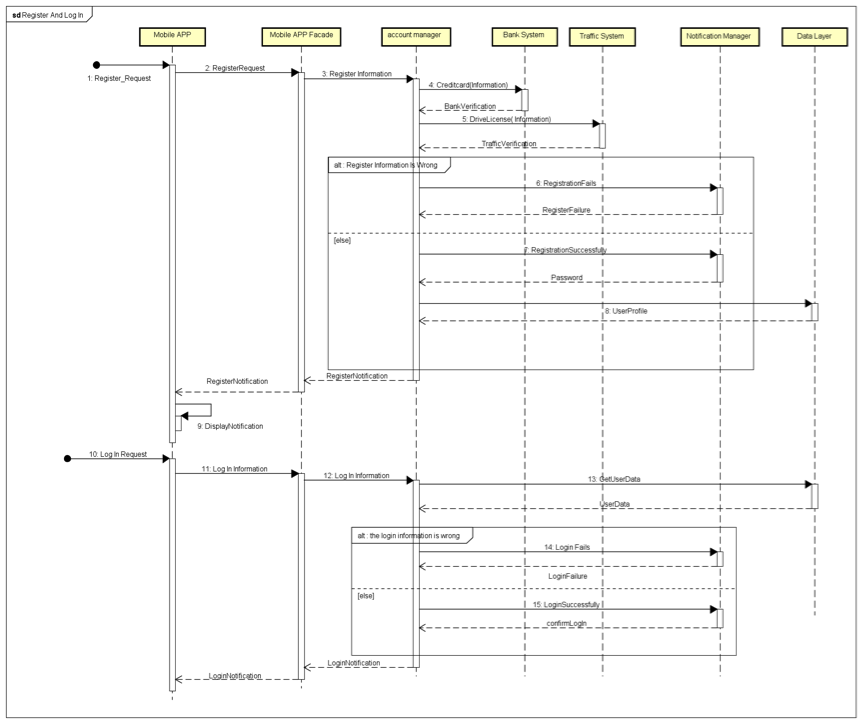 sd Register And Log In
Mobile APP
Mobile APP Facade
account manager
Bank System
Traffic System
Notification Manager
Data Layer
1: Register_Request
2: RegisterRequest
3: Register Information
4: Creditcard(Information)
BankVerification
5: DriveLicense( Information)
TrafficVerification
alt : Register Information Is Wrong
6: RegistrationFails
RegisterFailure
[else]
7: RegistrationSuccessfully
Password
8: UserProfile
RegisterNotification
RegisterNotification
9: DisplayNotification
10: Log In Request
11: Log In Information
12: Log In Information
13: GetUserData
UserData
alt : the login information is wrong
14: Login Fails
LoginFailure
[else]
15: LoginSuccessfully
confirmLogIn
LoginNotification
LoginNotification